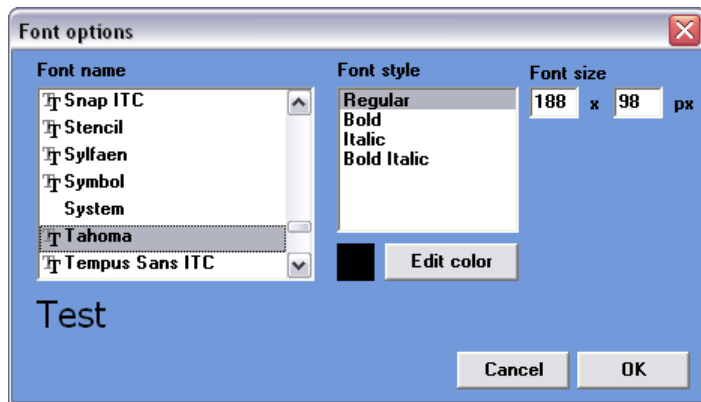 Font options
Font name
Snap ITC
Stencil
Sylfaen
Symbol
System
Tahoma
Tempus Sans ITC
Font style
Regular
Bold
Italic
Bold Italic
Font size
188 x 98 px
Edit color
Test
Cancel
OK